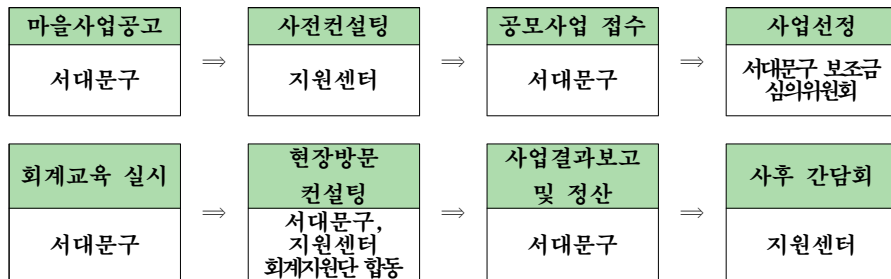 마을사업공고
서대문구
⇒
사전컨설팅
지원센터
⇒
공모사업 접수
서대문구
⇒
사업선정
서대문구 보조금
심의위원회
회계교육 실시
서대문구
⇒
현장방문
컨설팅
서대문구,
지원센터
회계지원단 합동
⇒
사업결과보고
및 정산
서대문구
⇒
사후 간담회
지원센터